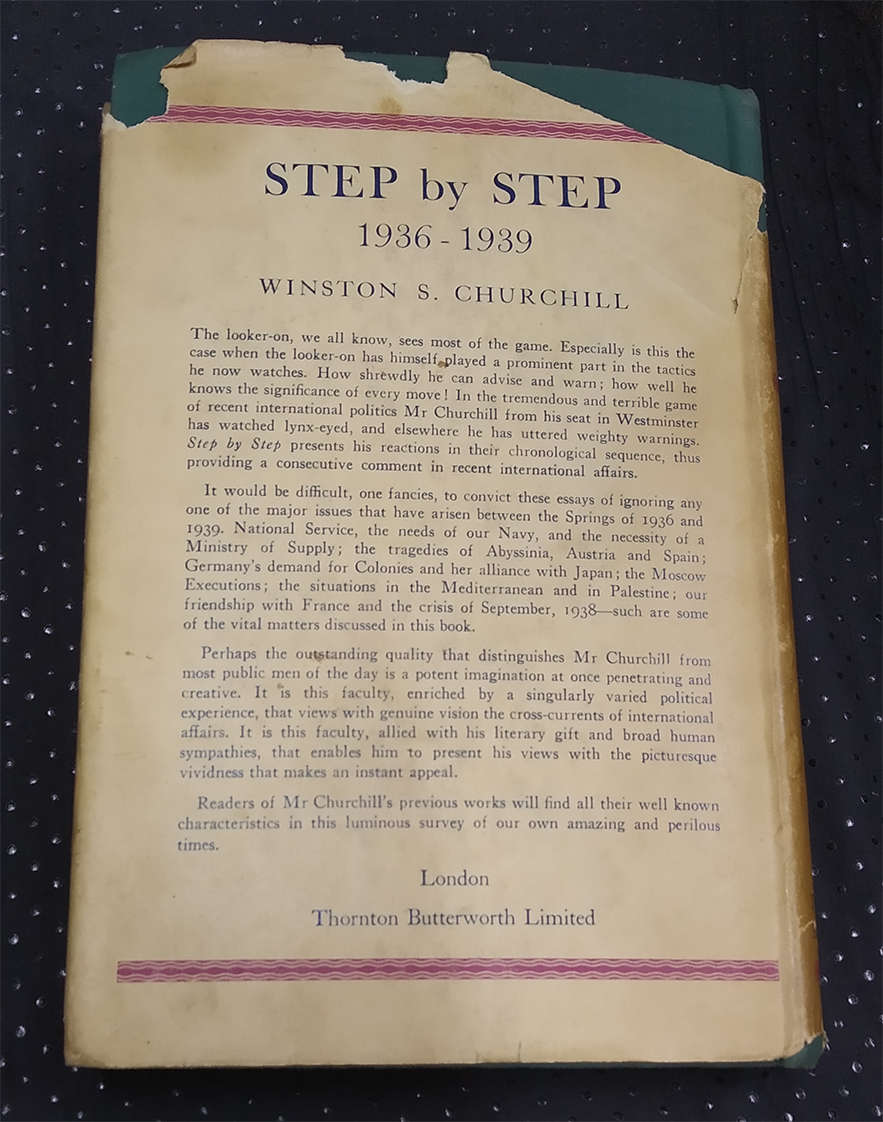 STEP by STEP
1936 - 1939
WINSTON S. CHURCHILL
The looker-on, we all know, sees most of the game. Especially is this the
case when the looker-on has himself played a prominent part in the tactics
he now watches. How shrewdly he can advise and warn; how well he
knows the significance of every move! In the tremendous and terrible game
of recent international politics Mr Churchill from his seat in Westminster
has watched lynx-eyed, and elsewhere he has uttered weighty warnings.
Step by Step presents his reactions in their chronological sequence, thus
providing a consecutive comment in recent international affairs.
It would be difficult, one fancies, to convict these essays of ignoring any
one of the major issues that have arisen between the Springs of 1936 and
1939. National Service, the needs of our Navy, and the necessity of a
Ministry of Supply; the tragedies of Abyssinia, Austria and Spain;
Germany's demand for Colonies and her alliance with Japan; the Moscow
Executions; the situations in the Mediterranean and in Palestine; our
friendship with France and the crisis of September, 1938—such are some
of the vital matters discussed in this book.
Perhaps the outstanding quality that distinguishes Mr Churchill from
most public men of the day is a potent imagination at once penetrating and
creative. It is this faculty, enriched by a singularly varied political
experience, that views with genuine vision the cross-currents of international
affairs. It is this faculty, allied with his literary gift and broad human
sympathies, that enables him to present his views with the picturesque
vividness that makes an instant appeal.
Readers of Mr Churchill's previous works will find all their well known
characteristics in this luminous survey of our own amazing and perilous
times.
London
Thornton Butterworth Limited